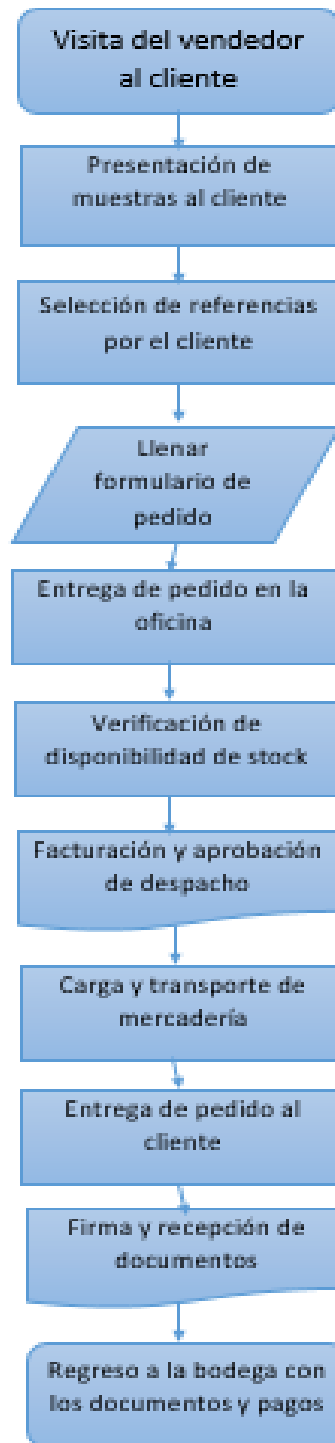 Visita del vendedor
al cliente
Presentación de
muestras al cliente
Selección de referencias
por el cliente
Llenar
formulario de
pedido
Entrega de pedido en la
oficina
Verificación de
disponibilidad de stock
Facturación y aprobación
de despacho
Carga y transporte de
mercadería
Entrega de pedido al
cliente
Firma y recepción de
documentos
Regreso a la bodega con
los documentos y pagos